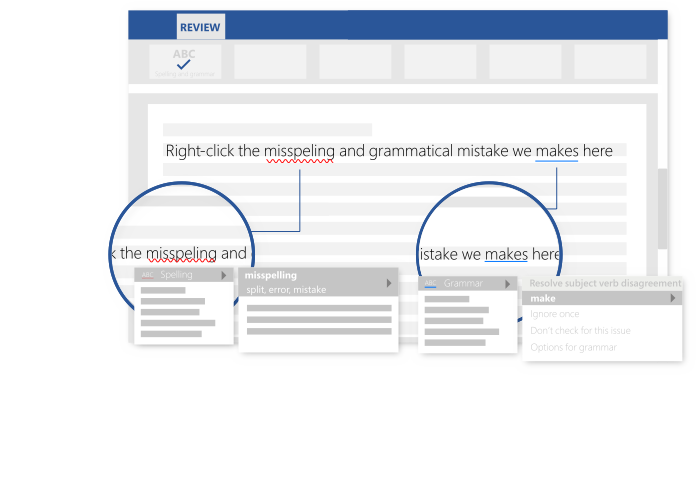 REVIEW
ABC
Spelling and grammar
Right-click the misspeling and grammatical mistake we makes here
k the misspeling and
istake we makes here
ABC Spelling
misspelling
split, error, mistake
ABC Grammar
Resolve subject verb disagreement
make
Ignore once
Don't check for this issue
Options for grammar